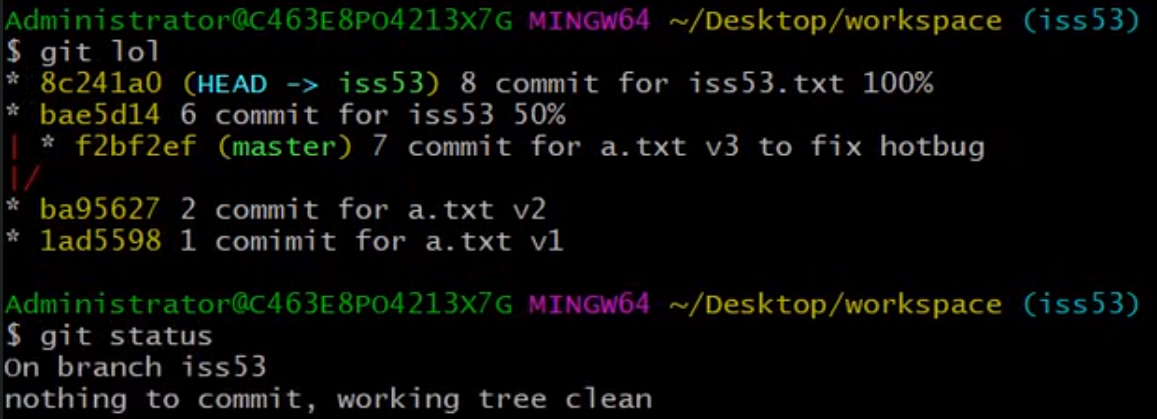 Administrator@C463E8PO4213X7G MINGW64 ~/Desktop/workspace (iss53)
$ git lol
* 8c241a0 (HEAD -> iss53) 8 commit for iss53.txt 100%
* bae5d14 6 commit for iss53 50%
| * f2bf2ef (master) 7 commit for a.txt v3 to fix hotbug
|/
* ba95627 2 commit for a.txt v2
* 1ad5598 1 comimit for a.txt v1
Administrator@C463E8PO4213X7G MINGW64 ~/Desktop/workspace (iss53)
$ git status
On branch iss53
nothing to commit, working tree clean